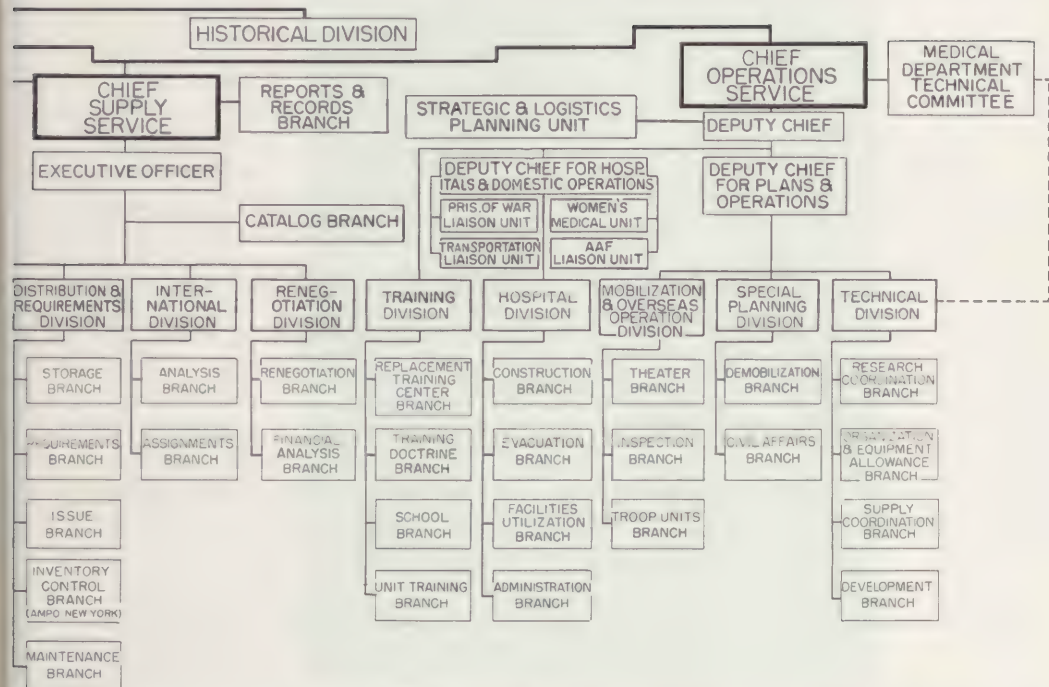 HISTORICAL DIVISION
CHIEF
SUPPLY
SERVICE
REPORTS &
RECORDS
BRANCH
STRATEGIC & LOGISTICS
PLANNING UNIT
CHIEF
OPERATIONS
SERVICE
MEDICAL
DEPARTMENT
TECHNICAL
COMMITTEE
DEPUTY CHIEF
EXECUTIVE OFFICER
CATALOG BRANCH
DEPUTY CHIEF FOR HOSP-
ITALS & DOMESTIC OPERATIONS
PRIS. OF WAR
LIAISON UNIT
WOMEN'S
MEDICAL UNIT
TRANSPORTATION
LIAISON UNIT
AAF
LIAISON UNIT
DEPUTY CHIEF
FOR PLANS &
OPERATIONS
DISTRIBUTION &
REQUIREMENTS
DIVISION
INTER-
NATIONAL
DIVISION
RENEG-
OTIATION
DIVISION
TRAINING
DIVISION
HOSPITAL
DIVISION
MOBILIZATION
& OVERSEAS
OPERATION
DIVISION
SPECIAL
PLANNING
DIVISION
TECHNICAL
DIVISION
STORAGE
BRANCH
ANALYSIS
BRANCH
RENEGOTIATION
BRANCH
REPLACEMENT
TRAINING
CENTER
BRANCH
CONSTRUCTION
BRANCH
THEATER
BRANCH
DEMOBILIZATION
BRANCH
RESEARCH
COORDINATION
BRANCH
REQUIREMENTS
BRANCH
ASSIGNMENTS
BRANCH
FINANCIAL
ANALYSIS
BRANCH
TRAINING
DOCTRINE
BRANCH
EVACUATION
BRANCH
INSPECTION
BRANCH
CIVIL AFFAIRS
BRANCH
ORGANIZATION
& EQUIPMENT
ALLOWANCE
BRANCH
ISSUE
BRANCH
SCHOOL
BRANCH
FACILITIES
UTILIZATION
BRANCH
TROOP UNITS
BRANCH
SUPPLY
COORDINATION
BRANCH
INVENTORY
CONTROL
BRANCH
(AMPO NEW YORK)
UNIT TRAINING
BRANCH
ADMINISTRATION
BRANCH
DEVELOPMENT
BRANCH
MAINTENANCE
BRANCH